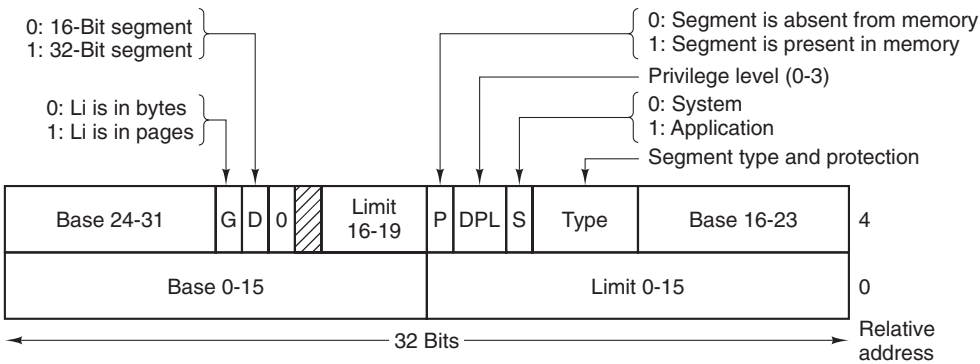 0: 16-Bit segment
1: 32-Bit segment
0: Li is in bytes
1: Li is in pages
0: Segment is absent from memory
1: Segment is present in memory
Privilege level (0-3)
0: System
1: Application
Segment type and protection
Base 24-31 G D 0 Limit 16-19 P DPL S Type Base 16-23 4
Base 0-15 Limit 0-15 0
32 Bits
Relative
address